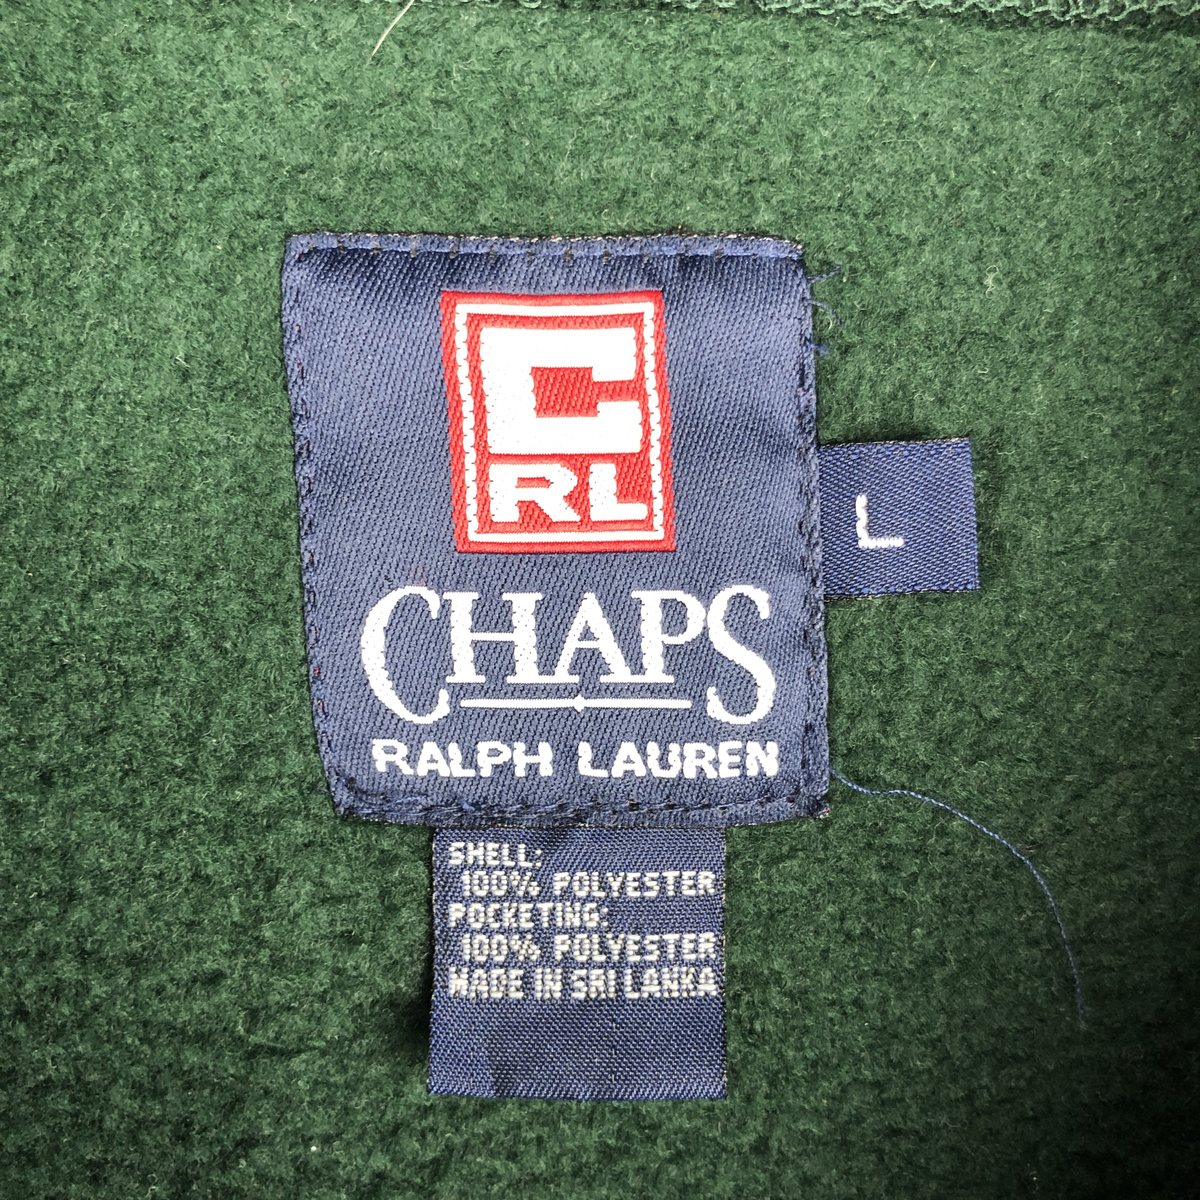 C
RL
CHAPS
RALPH LAUREN
L
SHELL:
100% POLYESTER
POCKETING:
100% POLYESTER
MADE IN SRI LANKA